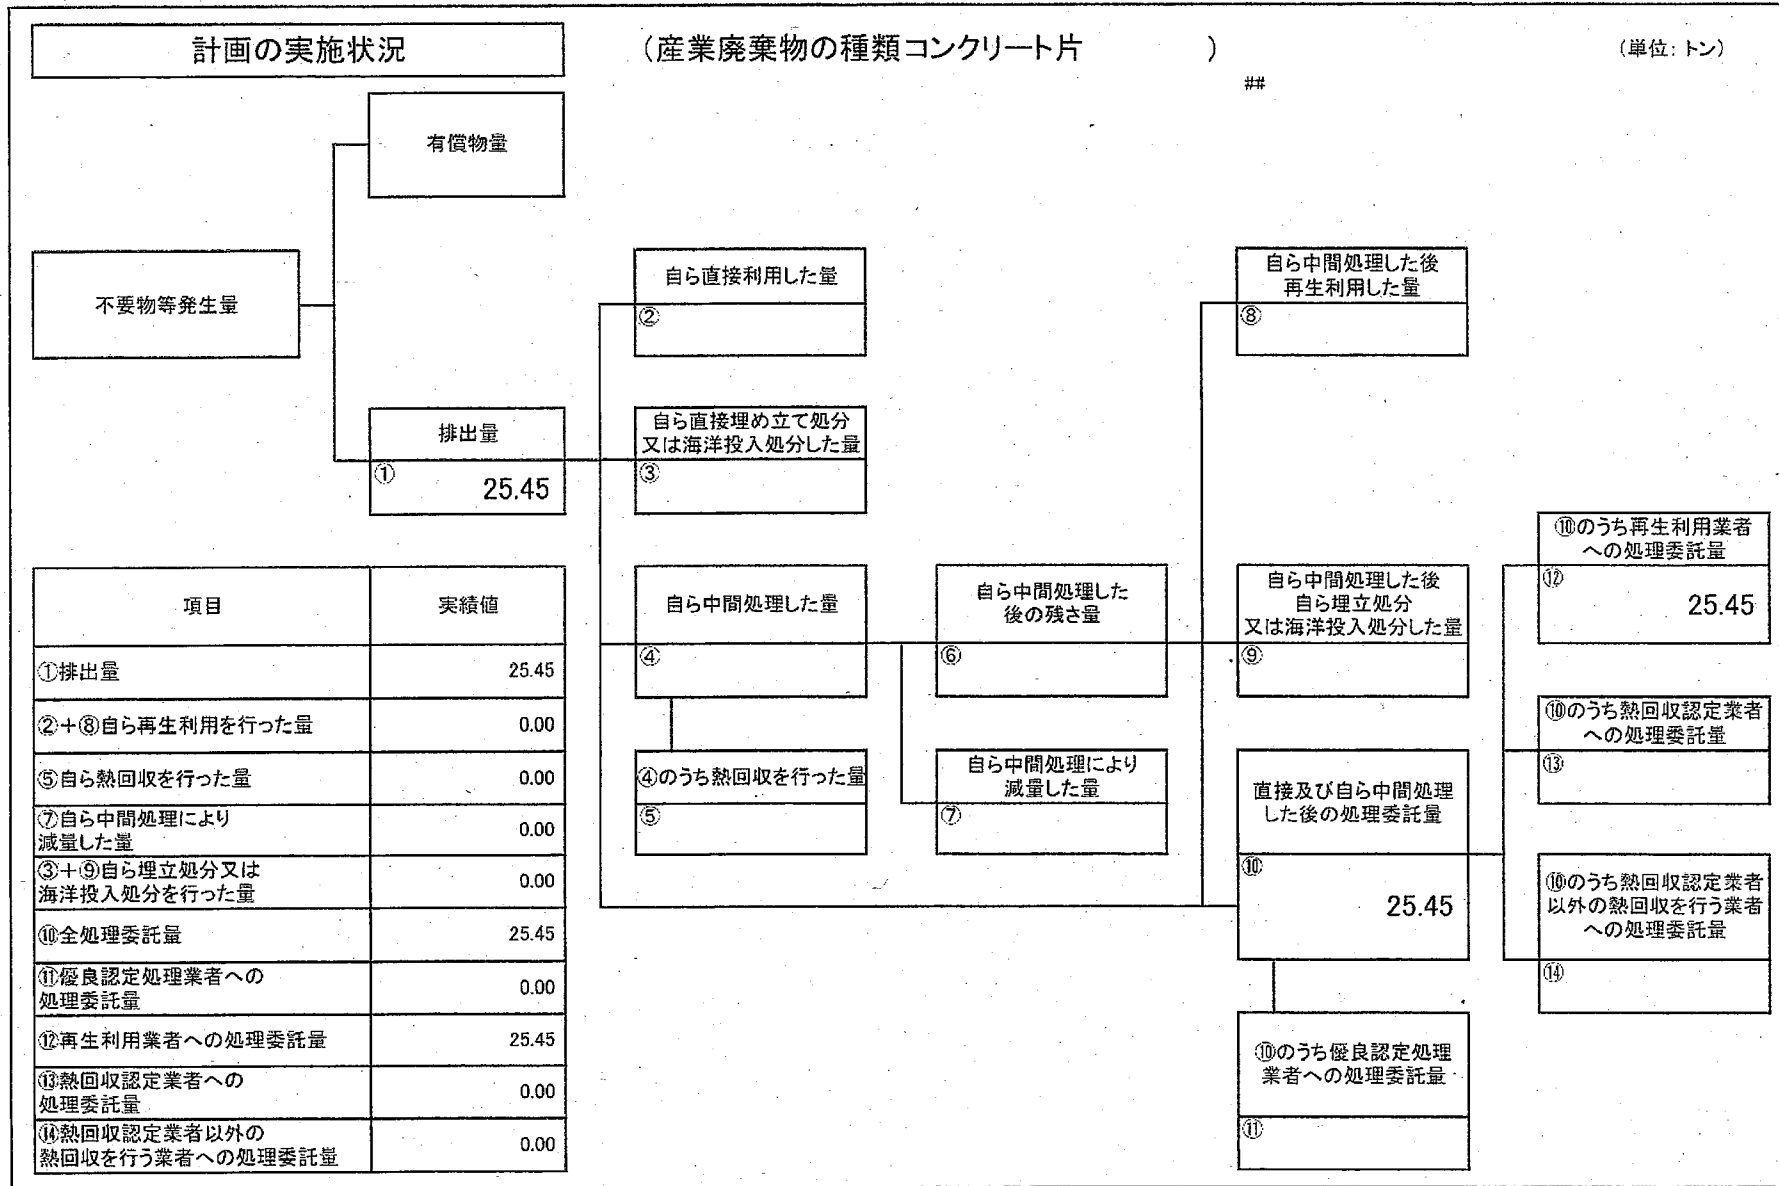 計画の実施状況
（産業廃棄物の種類コンクリート片　　　）
（単位：トン）
##
有償物量
不要物等発生量
排出量
①
25.45
自ら直接利用した量
②
自ら直接埋め立て処分
又は海洋投入処分した量
③
自ら中間処理した量
④
④のうち熱回収を行った量
⑤
自ら中間処理した
後の残さ量
⑥
自ら中間処理により
減量した量
⑦
自ら中間処理した後
再生利用した量
⑧
自ら中間処理した後
自ら埋立処分
又は海洋投入処分した量
⑨
直接及び自ら中間処理
した後の処理委託量
⑩
25.45
⑩のうち優良認定処理
業者への処理委託量
⑪
⑩のうち再生利用業者
への処理委託量
⑫
25.45
⑩のうち熱回収認定業者
への処理委託量
⑬
⑩のうち熱回収認定業者
以外の熱回収を行う業者
への処理委託量
⑭
項目 実績値
①排出量 25.45
②＋⑧自ら再生利用を行った量 0.00
⑤自ら熱回収を行った量 0.00
⑦自ら中間処理により
減量した量 0.00
③＋⑨自ら埋立処分又は
海洋投入処分を行った量 0.00
⑩全処理委託量 25.45
⑪優良認定処理業者への
処理委託量 0.00
⑫再生利用業者への処理委託量 25.45
⑬熱回収認定業者への
処理委託量 0.00
⑭熱回収認定業者以外の
熱回収を行う業者への処理委託量 0.00